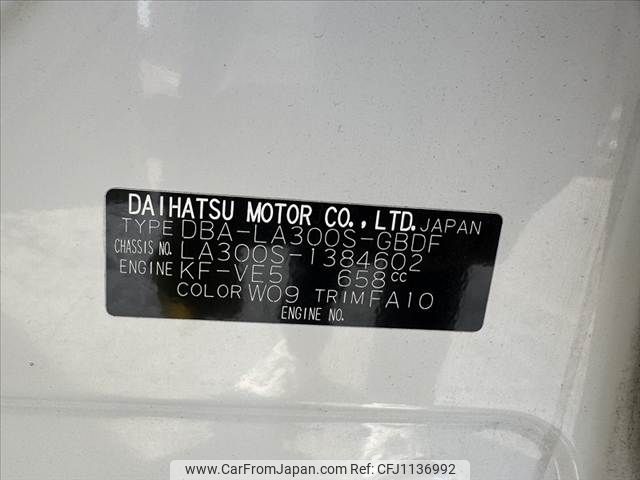 DAIHATSU MOTOR CO., LTD. JAPAN
TYPE DBA-LA300S-GBDF
CHASSIS NO. LA300S-1384602
ENGINE KF-VE5 658cc
COLOR W09 TRIM FA10
ENGINE NO.
www.CarFromJapan.com | Ref#CFJ1136992